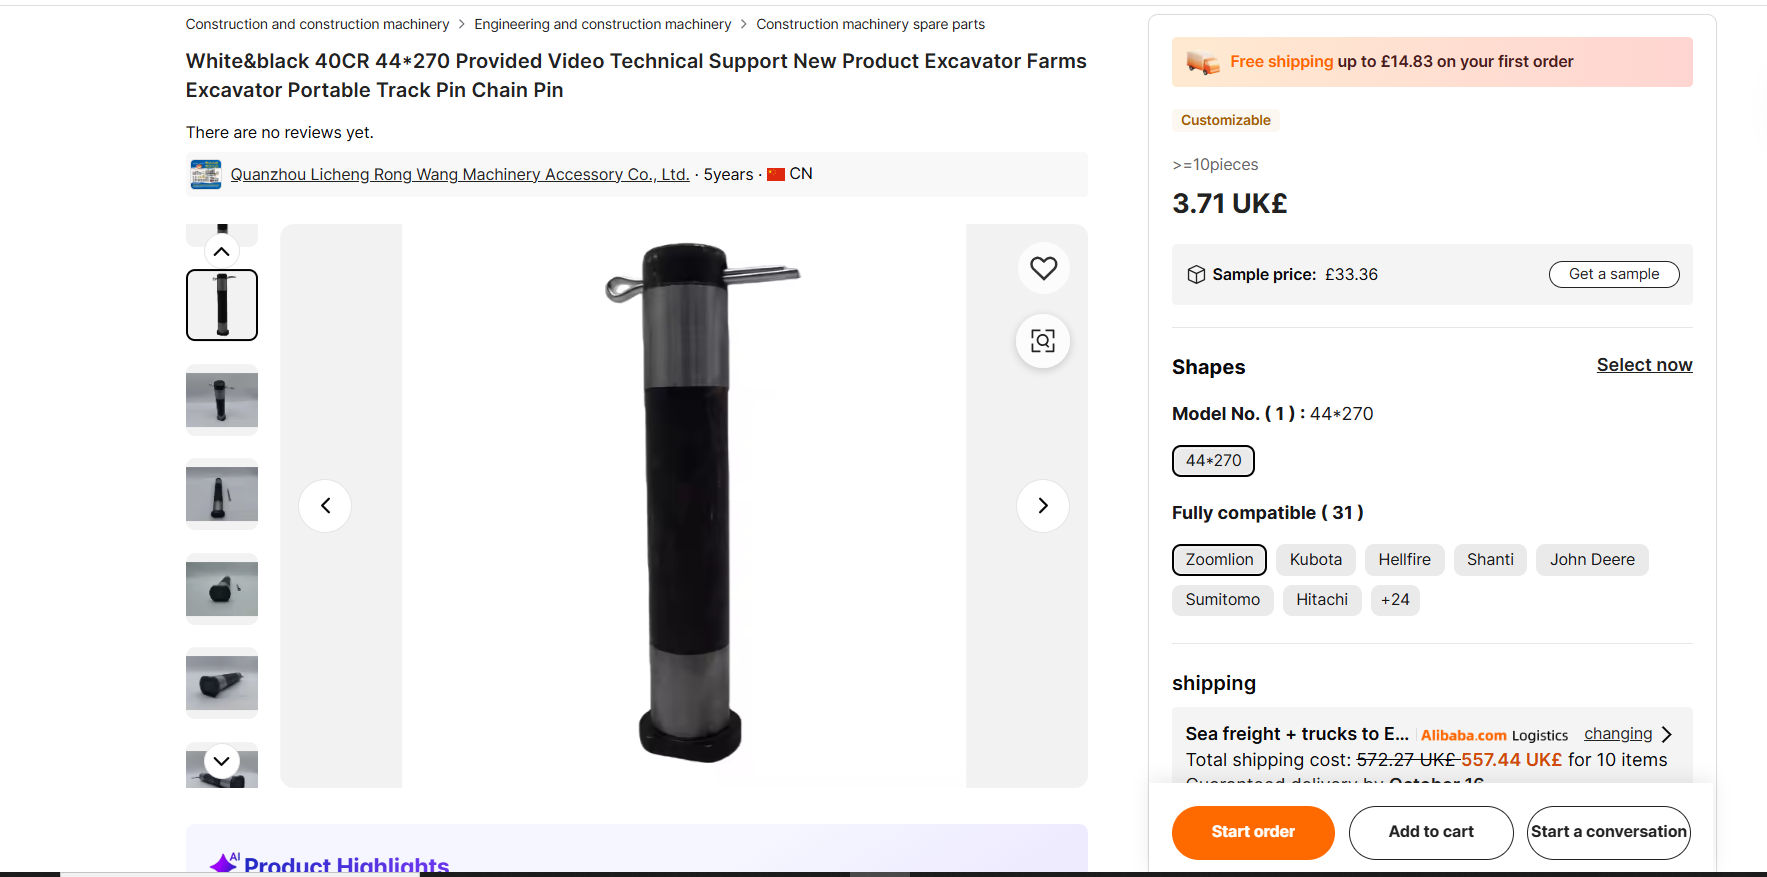 Construction and construction machinery > Engineering and construction machinery > Construction machinery spare parts
White&black 40CR 44*270 Provided Video Technical Support New Product Excavator Farms
Excavator Portable Track Pin Chain Pin
There are no reviews yet.
Quanzhou Licheng Rong Wang Machinery Accessory Co., Ltd. · 5years · CN
AI Product Highlights
Free shipping up to £14.83 on your first order
Customizable
>=10pieces
3.71 UK£
Sample price: £33.36
Get a sample
Shapes
Select now
Model No. ( 1 ) : 44*270
44*270
Fully compatible ( 31 )
Zoomlion Kubota Hellfire Shanti John Deere
Sumitomo Hitachi +24
shipping
Sea freight + trucks to E... Alibaba.com Logistics changing
Total shipping cost: 572.27 UK£ 557.44 UK£ for 10 items
Guaranteed delivery by October 16
Start order
Add to cart
Start a conversation